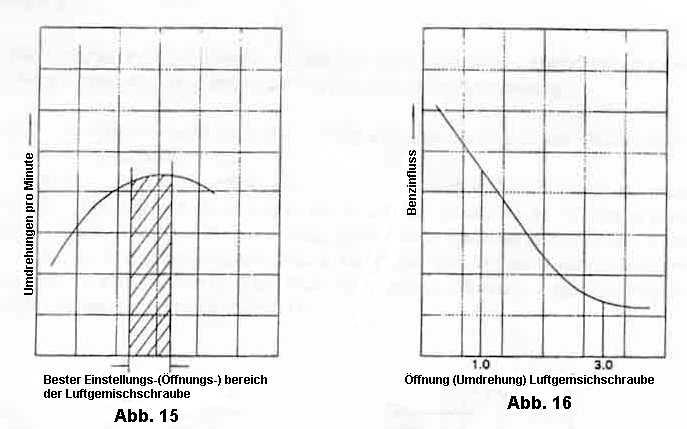 Umdrehungen pro Minute
Bester Einstellungs-(Öffnungs-) bereich
der Luftgemischschraube
Abb. 15
Benzinfluss
1.0 3.0
Öffnung (Umdrehung) Luftgemsichschraube
Abb. 16